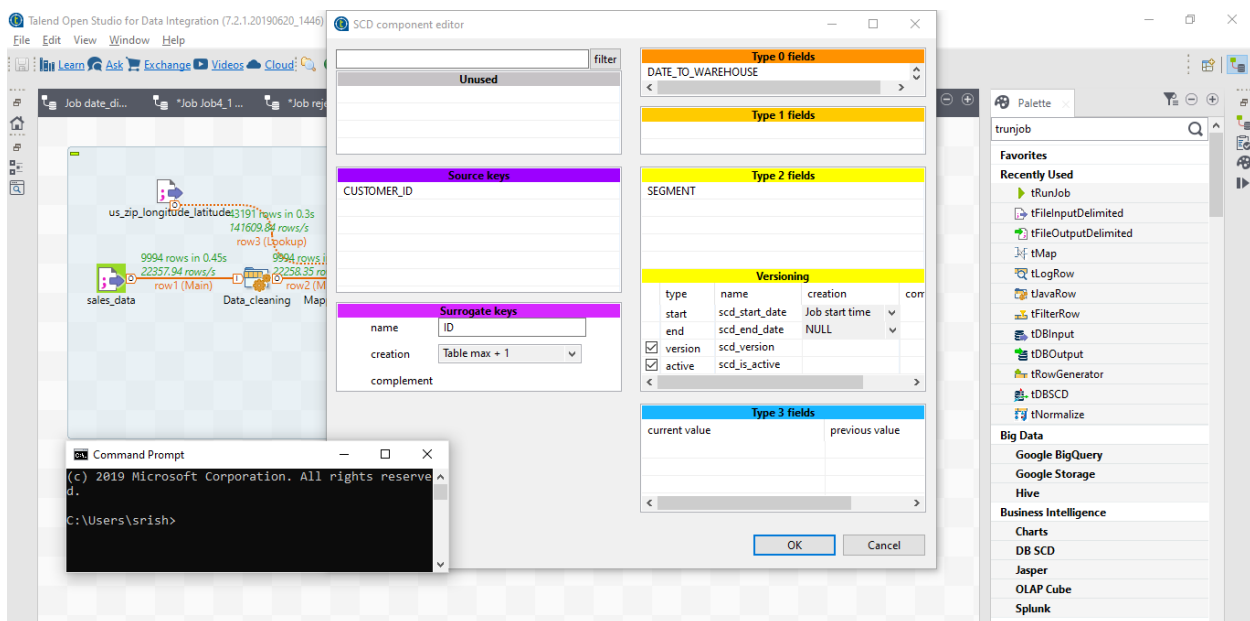 Talend Open Studio for Data Integration (7.2.1.20190620_1446)
File Edit View Window Help
Learn Ask Exchange Videos Cloud
Job date_di... *Job Job4_1 ... *Job reje
us_zip_longitude_latitude
43191 rows in 0.3s
141609.84 rows/s
row3 (Lookup)
9994 rows in 0.45s
22357.94 rows/s
row1 (Main)
9994 rows i
22258.35 ro
row2 (M
sales_data
Data_cleaning
Map
SCD component editor
filter
Unused
Source keys
CUSTOMER_ID
Surrogate keys
name ID
creation Table max + 1
complement
Type 0 fields
DATE_TO_WAREHOUSE
Type 1 fields
Type 2 fields
SEGMENT
Versioning
type name creation com
start scd_start_date Job start time
end scd_end_date NULL
version scd_version
active scd_is_active
Type 3 fields
current value previous value
OK Cancel
Command Prompt
(c) 2019 Microsoft Corporation. All rights reserve
d.
C:\Users\srish>
Palette
trunjob
Favorites
Recently Used
tRunJob
tFileInputDelimited
tFileOutputDelimited
tMap
tLogRow
tJavaRow
tFilterRow
tDBInput
tDBOutput
tRowGenerator
tDBSCD
tNormalize
Big Data
Google BigQuery
Google Storage
Hive
Business Intelligence
Charts
DB SCD
Jasper
OLAP Cube
Splunk